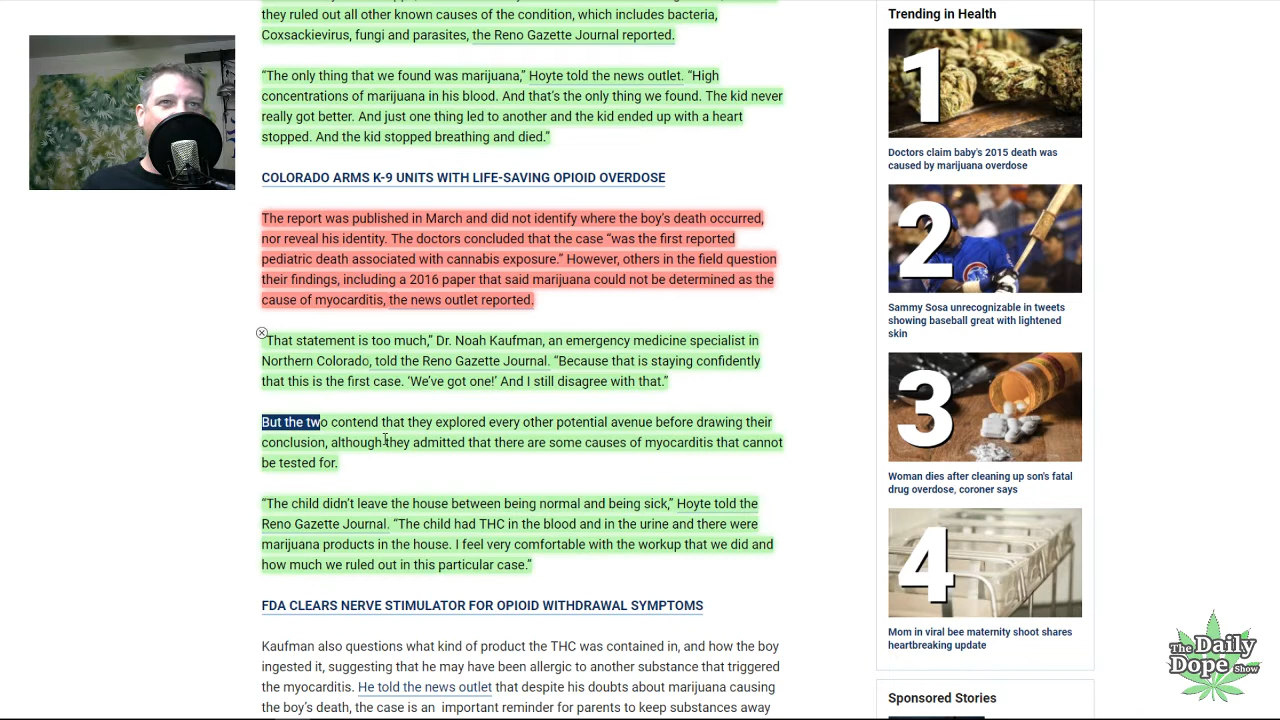 they ruled out all other known causes of the condition, which includes bacteria,
Coxsackievirus, fungi and parasites, the Reno Gazette Journal reported.
“The only thing that we found was marijuana,” Hoyte told the news outlet. “High
concentrations of marijuana in his blood. And that’s the only thing we found. The kid never
really got better. And just one thing led to another and the kid ended up with a heart
stopped. And the kid stopped breathing and died.”
COLORADO ARMS K-9 UNITS WITH LIFE-SAVING OPIOID OVERDOSE
The report was published in March and did not identify where the boy’s death occurred,
nor reveal his identity. The doctors concluded that the case “was the first reported
pediatric death associated with cannabis exposure.” However, others in the field question
their findings, including a 2016 paper that said marijuana could not be determined as the
cause of myocarditis, the news outlet reported.
“That statement is too much,” Dr. Noah Kaufman, an emergency medicine specialist in
Northern Colorado, told the Reno Gazette Journal. “Because that is staying confidently
that this is the first case. ‘We’ve got one!’ And I still disagree with that.”
But the two contend that they explored every other potential avenue before drawing their
conclusion, although they admitted that there are some causes of myocarditis that cannot
be tested for.
“The child didn’t leave the house between being normal and being sick,” Hoyte told the
Reno Gazette Journal. “The child had THC in the blood and in the urine and there were
marijuana products in the house. I feel very comfortable with the workup that we did and
how much we ruled out in this particular case.”
FDA CLEARS NERVE STIMULATOR FOR OPIOID WITHDRAWAL SYMPTOMS
Kaufman also questions what kind of product the THC was contained in, and how the boy
ingested it, suggesting that he may have been allergic to another substance that triggered
the myocarditis. He told the news outlet that despite his doubts about marijuana causing
the boy’s death, the case is an important reminder for parents to keep substances away
Trending in Health
1
Doctors claim baby's 2015 death was
caused by marijuana overdose
2
Sammy Sosa unrecognizable in tweets
showing baseball great with lightened
skin
3
Woman dies after cleaning up son's fatal
drug overdose, coroner says
4
Mom in viral bee maternity shoot shares
heartbreaking update
Sponsored Stories
The Daily
Dope Show